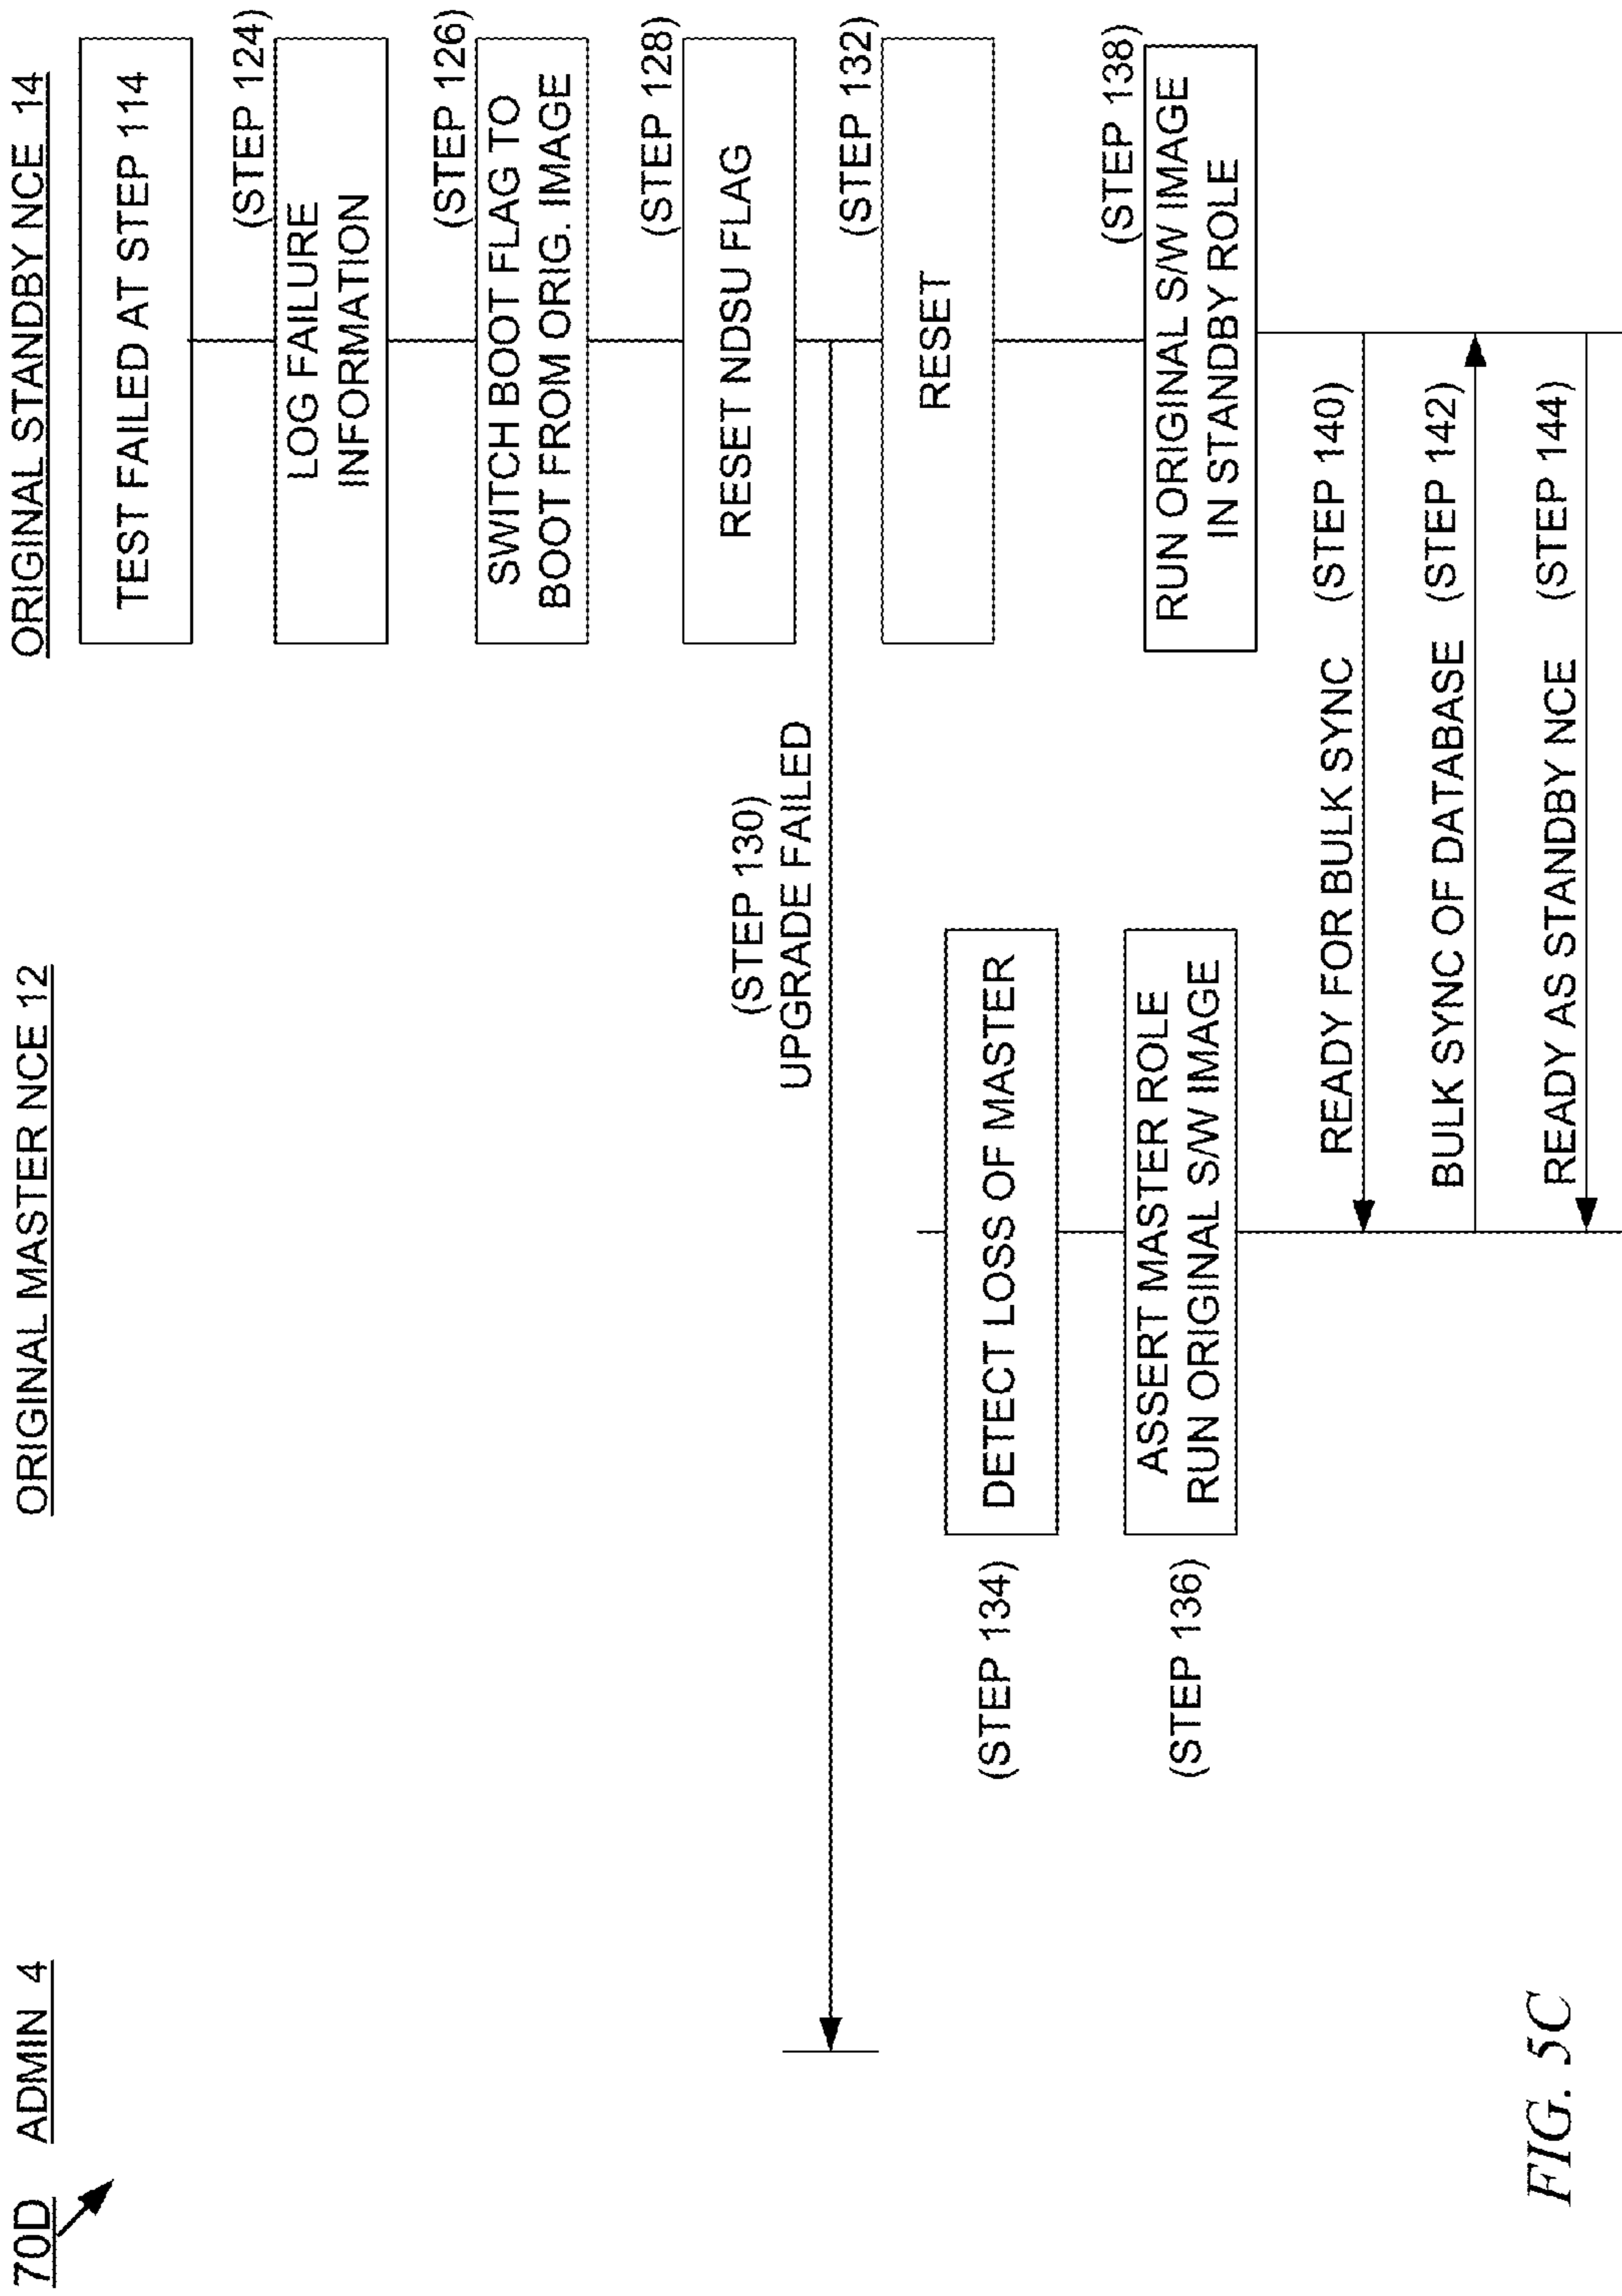 70D
ADMIN 4
ORIGINAL MASTER NCE 12
ORIGINAL STANDBY NCE 14
TEST FAILED AT STEP 114
(STEP 124)
LOG FAILURE
INFORMATION
(STEP 126)
SWITCH BOOT FLAG TO
BOOT FROM ORIG. IMAGE
(STEP 128)
RESET NDSU FLAG
(STEP 130)
UPGRADE FAILED
(STEP 132)
RESET
(STEP 134)
DETECT LOSS OF MASTER
(STEP 136)
ASSERT MASTER ROLE
RUN ORIGINAL S/W IMAGE
(STEP 138)
RUN ORIGINAL S/W IMAGE
IN STANDBY ROLE
READY FOR BULK SYNC (STEP 140)
BULK SYNC OF DATABASE (STEP 142)
READY AS STANDBY NCE (STEP 144)
FIG. 5C